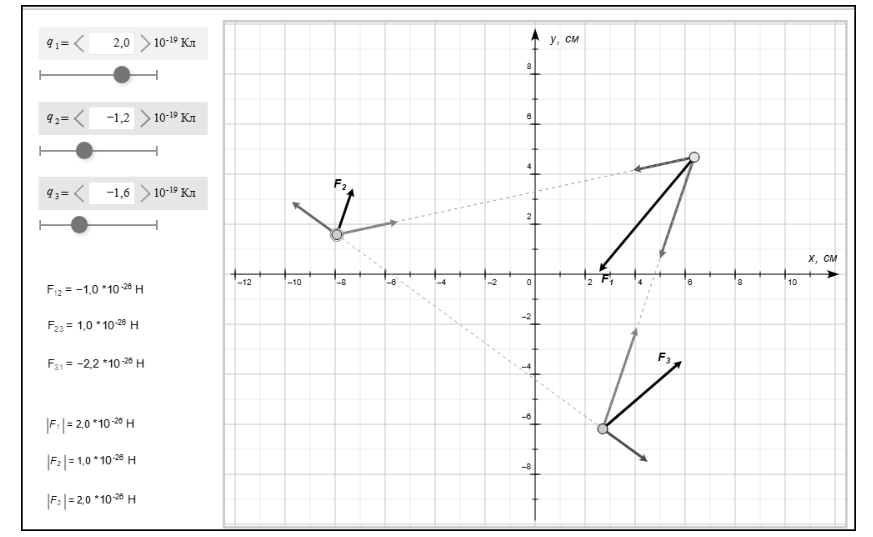 q1= < 2,0 > 10-19 Кл
q2= < −1,2 > 10-19 Кл
q3= < −1,6 > 10-19 Кл
F12 = −1,0 *10-26 Н
F23 = 1,0 *10-26 Н
F31 = −2,2 *10-26 Н
|F1| = 2,0 *10-26 Н
|F2| = 1,0 *10-26 Н
|F3| = 2,0 *10-26 Н
y, см
8
6
4
2
−2
−4
−6
−8
x, см
−12 −10 −8 −6 −4 −2 0 2 4 6 8 10
F2
F1
F3